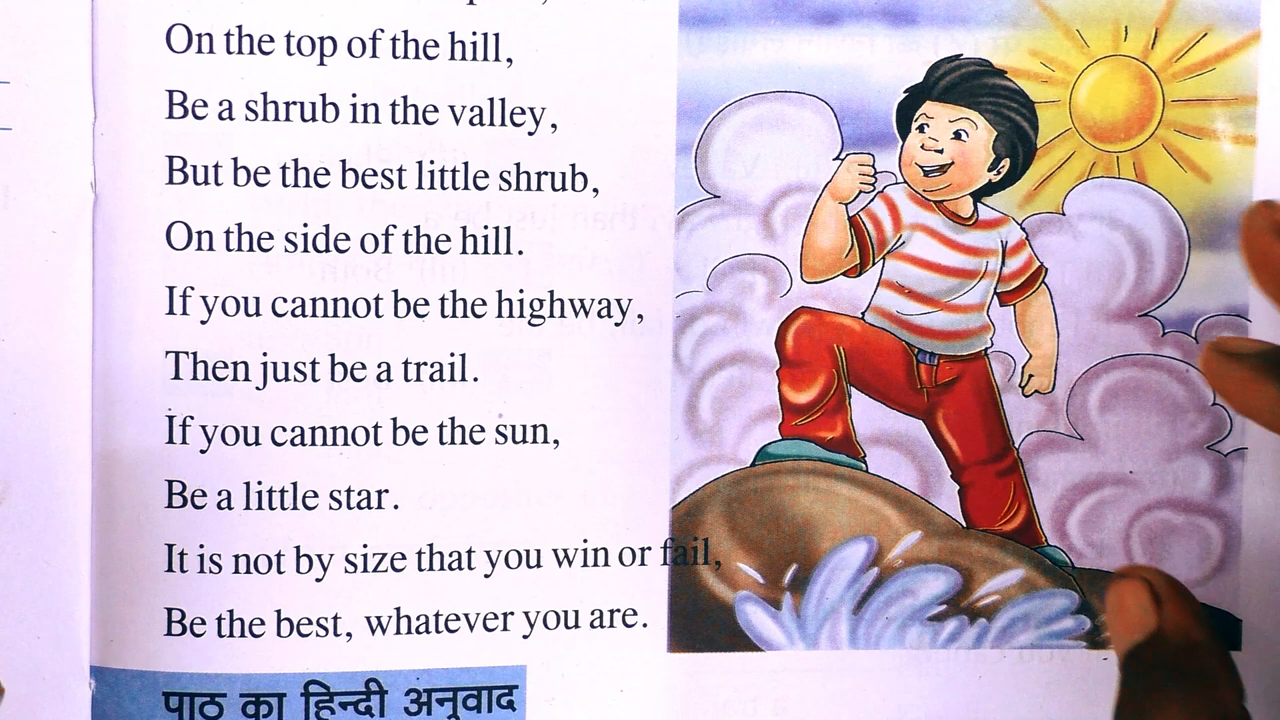 On the top of the hill,
Be a shrub in the valley,
But be the best little shrub,
On the side of the hill.
If you cannot be the highway,
Then just be a trail.
If you cannot be the sun,
Be a little star.
It is not by size that you win or fail,
Be the best, whatever you are.
पाठ का हिन्दी अनुवाद